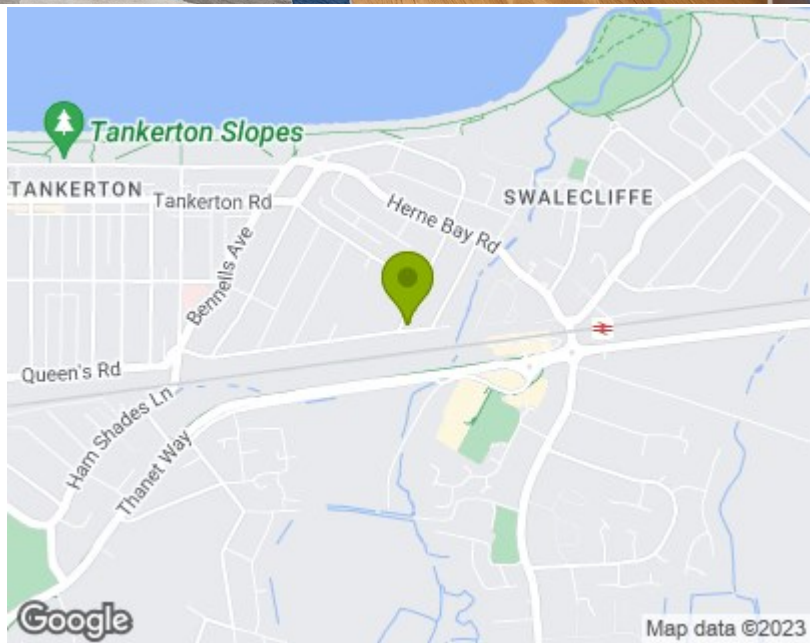 Tankerton Slopes
TANKERTON
Tankerton Rd
SWALECLIFFE
Herne Bay Rd
Bennells Ave
Queen's Rd
Ham Shades Ln
Thanet Way
Google
Map data ©2023